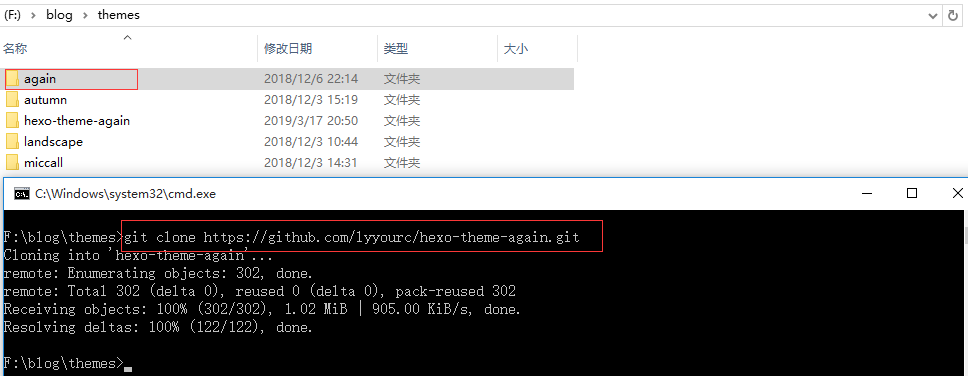 (F:) > blog > themes
名称 修改日期 类型 大小
again 2018/12/6 22:14 文件夹
autumn 2018/12/3 15:19 文件夹
hexo-theme-again 2019/3/17 20:50 文件夹
landscape 2018/12/3 10:44 文件夹
miccall 2018/12/3 14:31 文件夹
C:\Windows\system32\cmd.exe
F:\blog\themes>git clone https://github.com/lyyourc/hexo-theme-again.git
Cloning into 'hexo-theme-again'...
remote: Enumerating objects: 302, done.
remote: Total 302 (delta 0), reused 0 (delta 0), pack-reused 302
Receiving objects: 100% (302/302), 1.02 MiB | 905.00 KiB/s, done.
Resolving deltas: 100% (122/122), done.
F:\blog\themes>